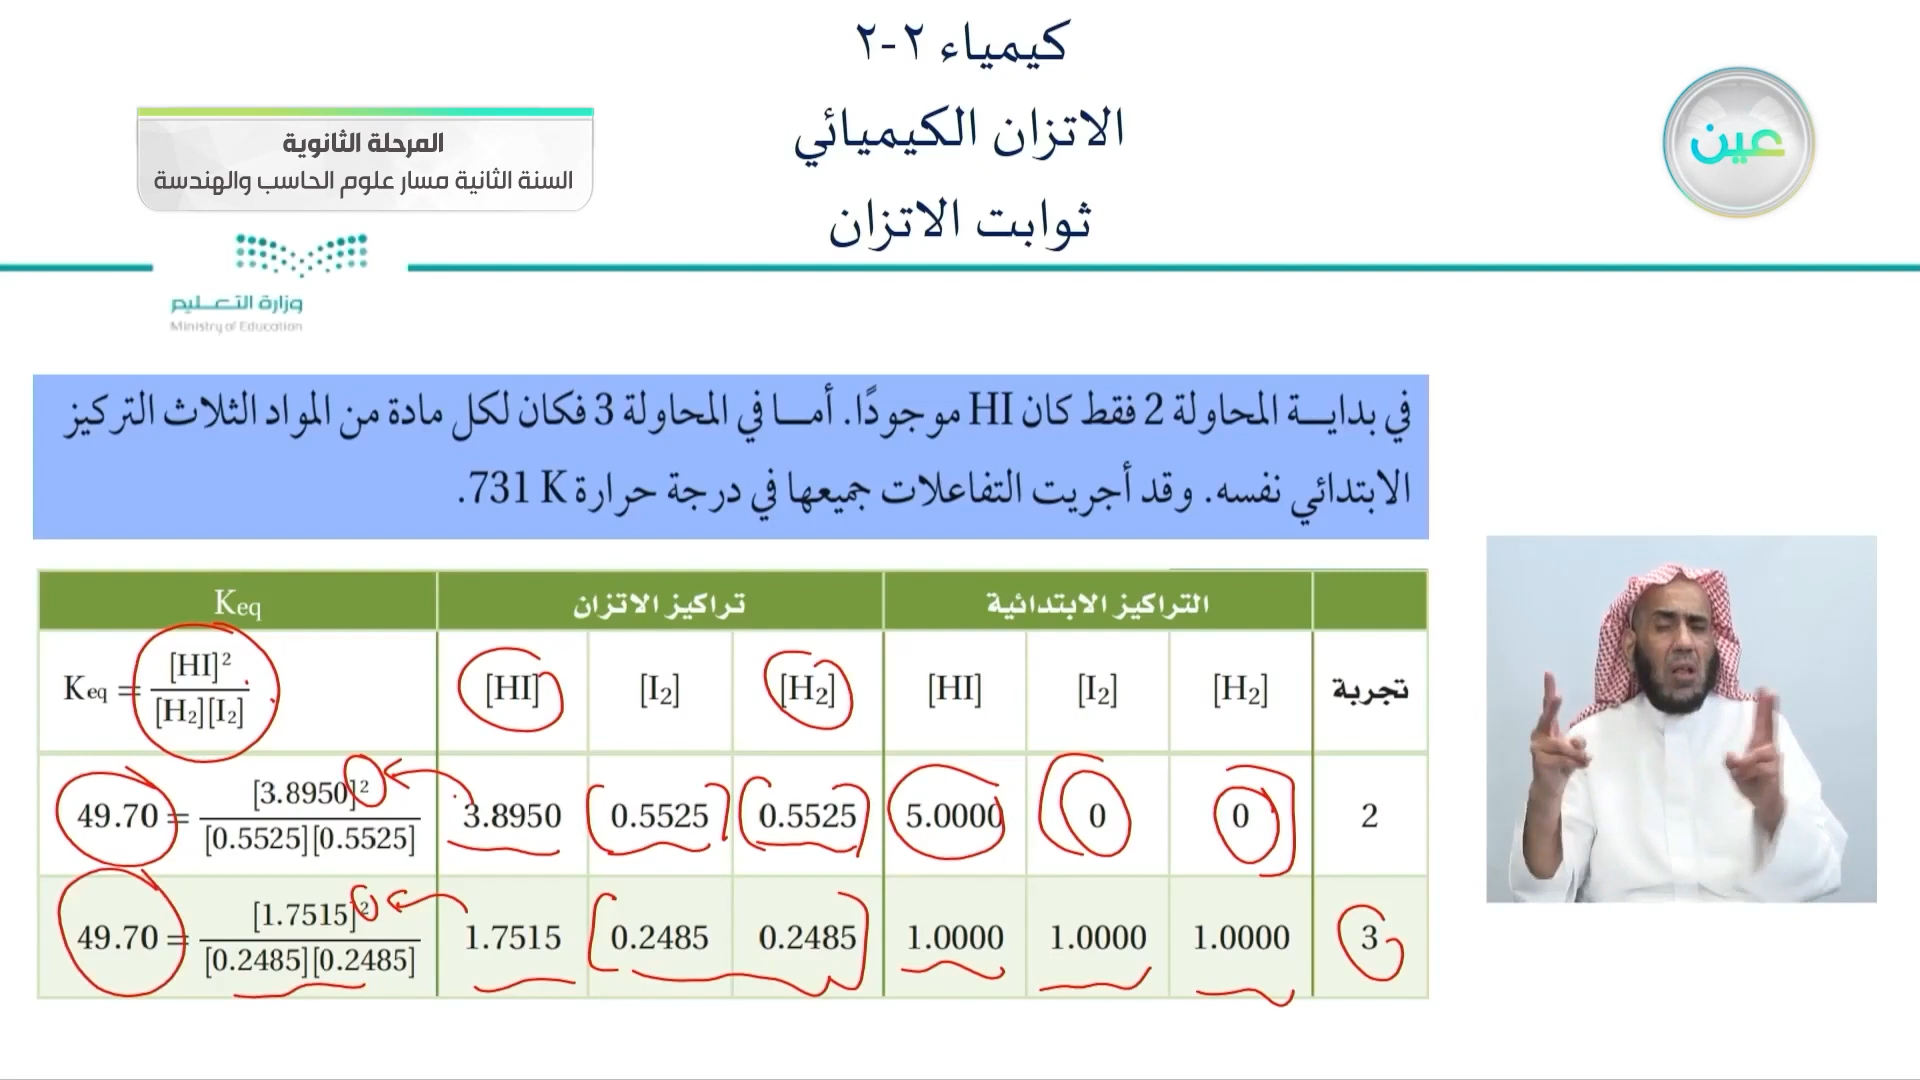 كيمياء ٢-٢
الاتزان الكيميائي
ثوابت الاتزان
عين
المرحلة الثانوية
السنة الثانية مسار علوم الحاسب والهندسة
وزارة التعـــليم
Ministry of Education
في بدايـــة المحاولة 2 فقط كان HI موجودًا. أمـــا في المحاولة 3 فكان لكل مادة من المواد الثلاث التركيز
الابتدائي نفسه. وقد أجريت التفاعلات جميعها في درجة حرارة 731 K.
التراكيز الابتدائية تراكيز الاتزان Keq
تجربة [H₂] [I₂] [HI] [H₂] [I₂] [HI] Keq = [HI]² / [H₂][I₂]
2 0 0 5.0000 0.5525 0.5525 3.8950 49.70 = [3.8950]² / [0.5525][0.5525]
3 1.0000 1.0000 1.0000 0.2485 0.2485 1.7515 49.70 = [1.7515]² / [0.2485][0.2485]